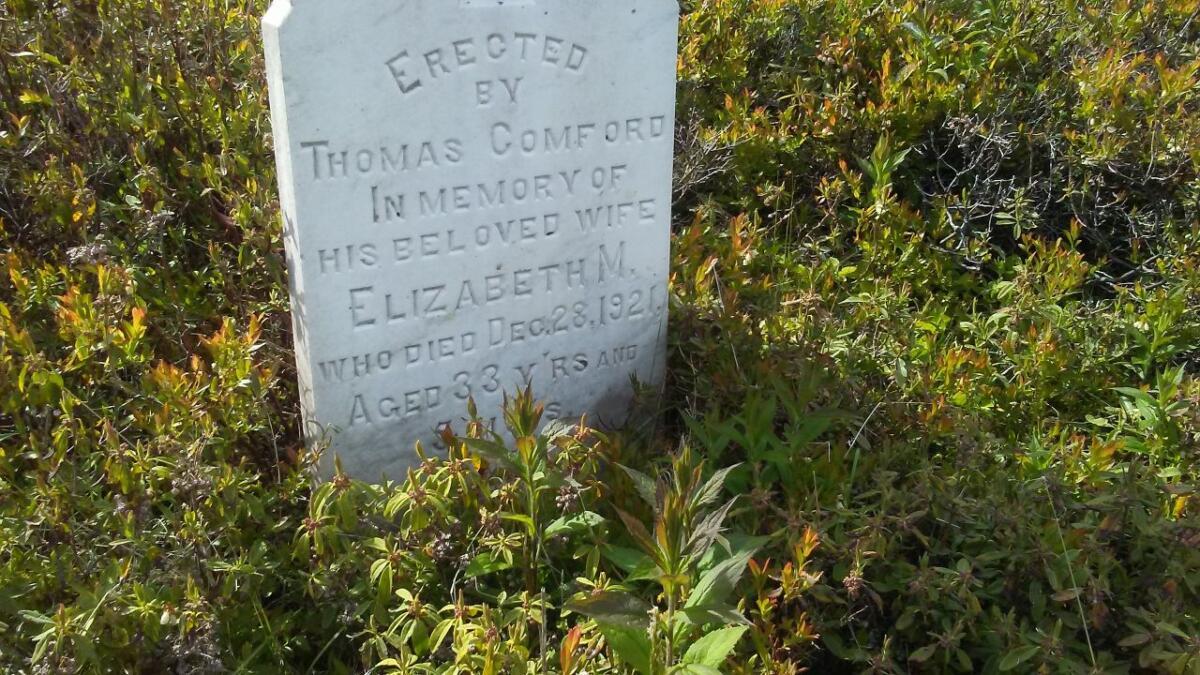 ERECTED
BY
THOMAS COMFORD
IN MEMORY OF
HIS BELOVED WIFE
ELIZABETH M.
WHO DIED DEC. 28, 1921.
AGED 33 Y'RS AND